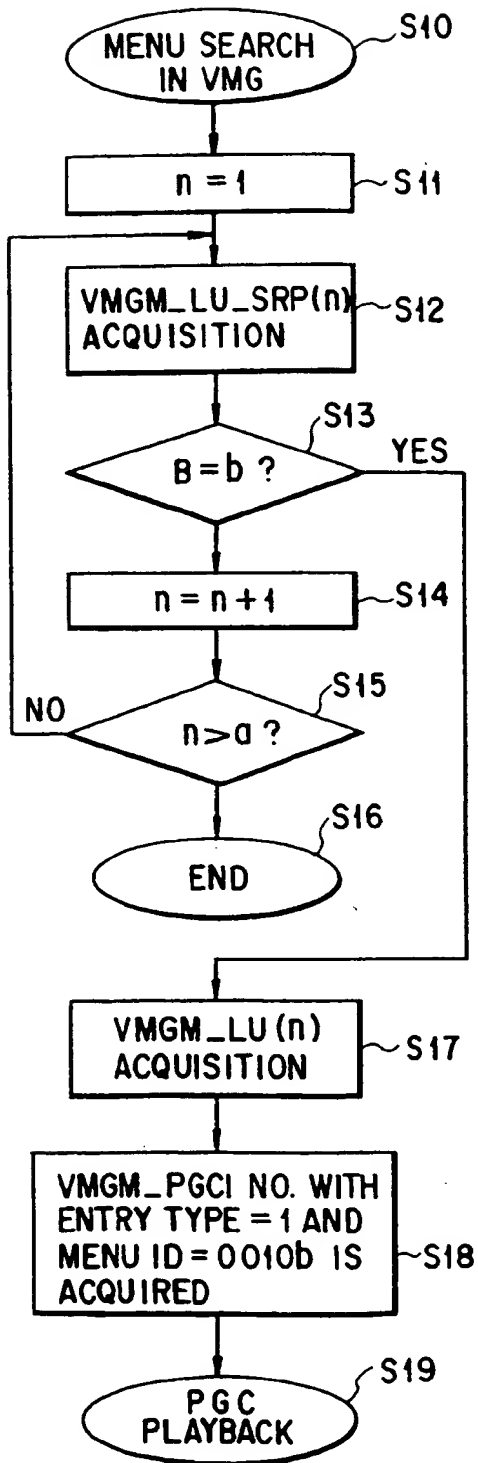 MENU SEARCH
IN VMG
S10
n = 1
S11
VMGM_LU_SRP(n)
ACQUISITION
S12
S13
B = b ?
YES
n = n + 1
S14
S15
NO
n > a ?
S16
END
VMGM_LU (n)
ACQUISITION
S17
VMGM_PGCI NO. WITH
ENTRY TYPE = 1 AND
MENU ID = 0010b IS
ACQUIRED
S18
S19
PGC
PLAYBACK